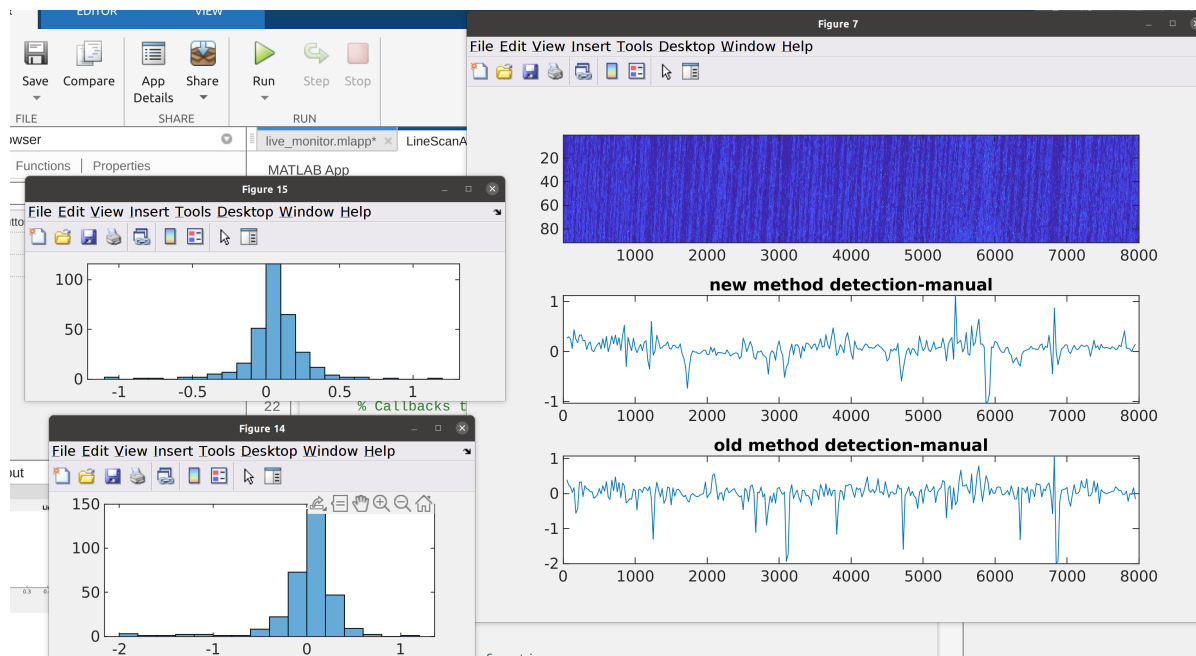 EDITOR VIEW
Save Compare App Details Share Run Step Stop
FILE SHARE RUN
Functions | Properties
live_monitor.mlapp*
MATLAB App
22 % Callbacks t
Figure 7
File Edit View Insert Tools Desktop Window Help
20
40
60
80
1000 2000 3000 4000 5000 6000 7000 8000
new method detection-manual
1
0
-1
0 1000 2000 3000 4000 5000 6000 7000 8000
old method detection-manual
1
0
-1
-2
0 1000 2000 3000 4000 5000 6000 7000 8000
Figure 15
File Edit View Insert Tools Desktop Window Help
100
50
0
-1 -0.5 0 0.5 1
Figure 14
File Edit View Insert Tools Desktop Window Help
150
100
50
0
-2 -1 0 1